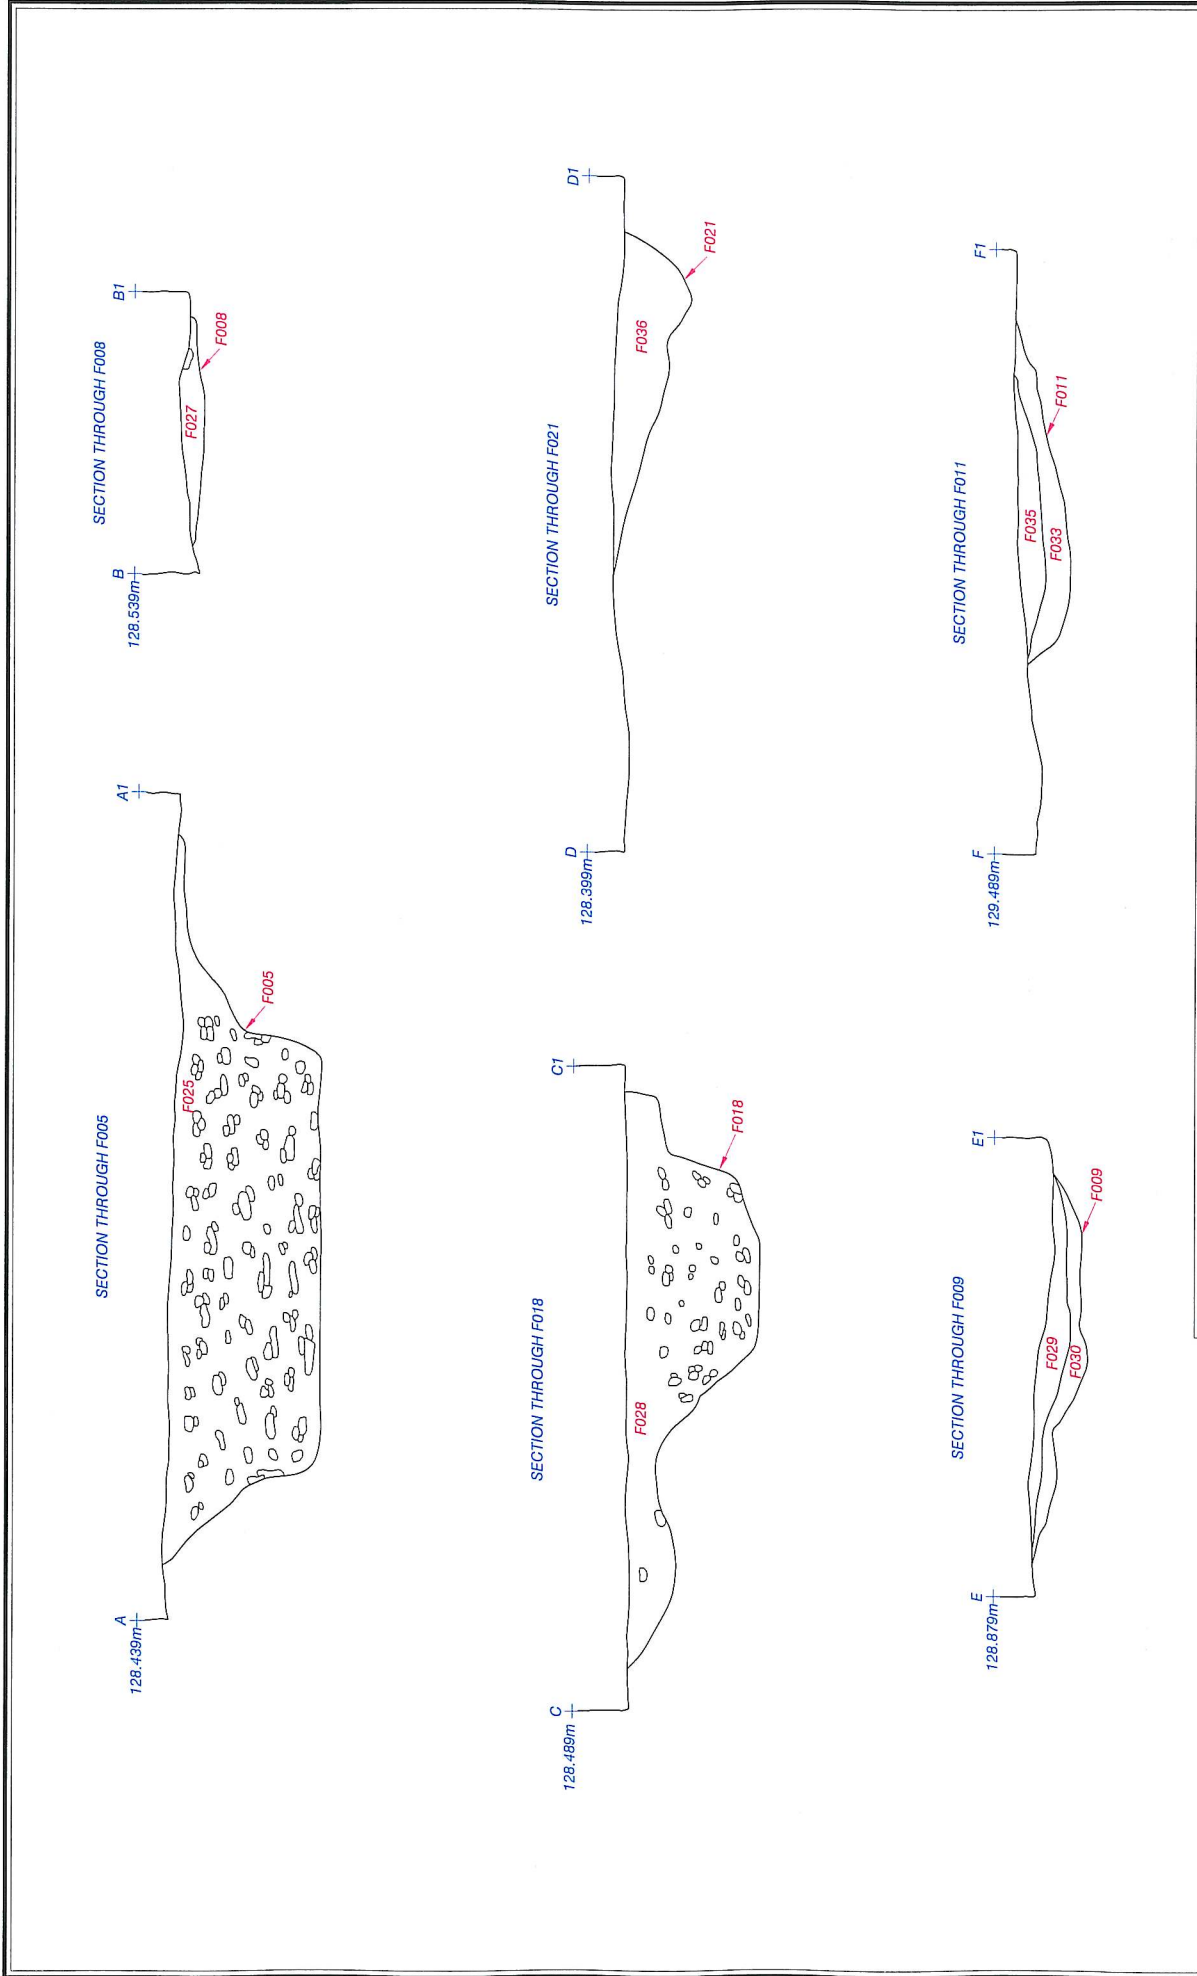 SECTION THROUGH F005
A
128.439m
A1
F025
F005
SECTION THROUGH F008
B
128.539m
B1
F027
F008
SECTION THROUGH F018
C
128.489m
C1
F028
F018
SECTION THROUGH F021
D
128.399m
D1
F036
F021
SECTION THROUGH F009
E
128.879m
E1
F029
F030
F009
SECTION THROUGH F011
F
129.489m
F1
F035
F033
F011